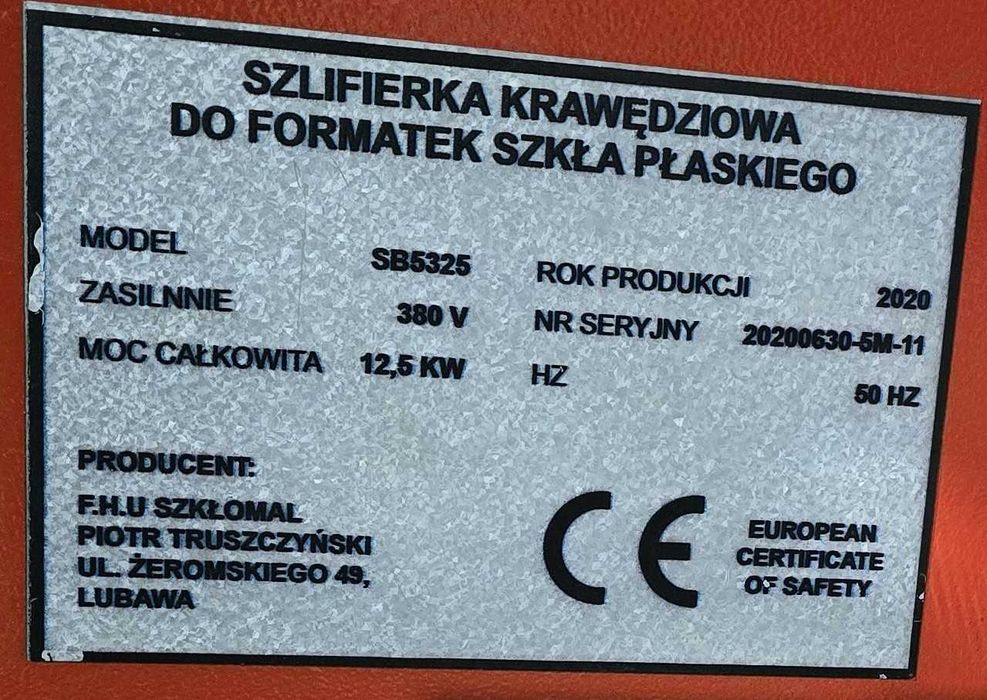 SZLIFIERKA KRAWĘDZIOWA
DO FORMATEK SZKŁA PŁASKIEGO
MODEL SB5325
ZASILNNIE 380 V
MOC CAŁKOWITA 12,5 KW
ROK PRODUKCJI 2020
NR SERYJNY 20200630-5M-11
HZ 50 HZ
PRODUCENT:
F.H.U SZKŁOMAL
PIOTR TRUSZCZYŃSKI
UL. ŻEROMSKIEGO 49,
LUBAWA
CE
EUROPEAN
CERTIFICATE
OF SAFETY